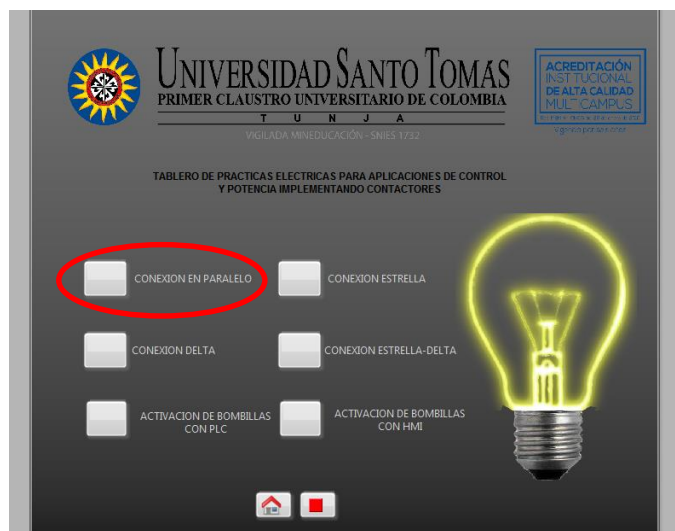 UNIVERSIDAD SANTO TOMÁS
PRIMER CLAUSTRO UNIVERSITARIO DE COLOMBIA
T U N J A
VIGILADA MINEDUCACIÓN - SNIES 1732
ACREDITACIÓN
INSTITUCIONAL
DE ALTA CALIDAD
MULTICAMPUS
TABLERO DE PRACTICAS ELECTRICAS PARA APLICACIONES DE CONTROL
Y POTENCIA IMPLEMENTANDO CONTACTORES
CONEXION EN PARALELO
CONEXION ESTRELLA
CONEXION DELTA
CONEXION ESTRELLA-DELTA
ACTIVACION DE BOMBILLAS
CON PLC
ACTIVACION DE BOMBILLAS
CON HMI